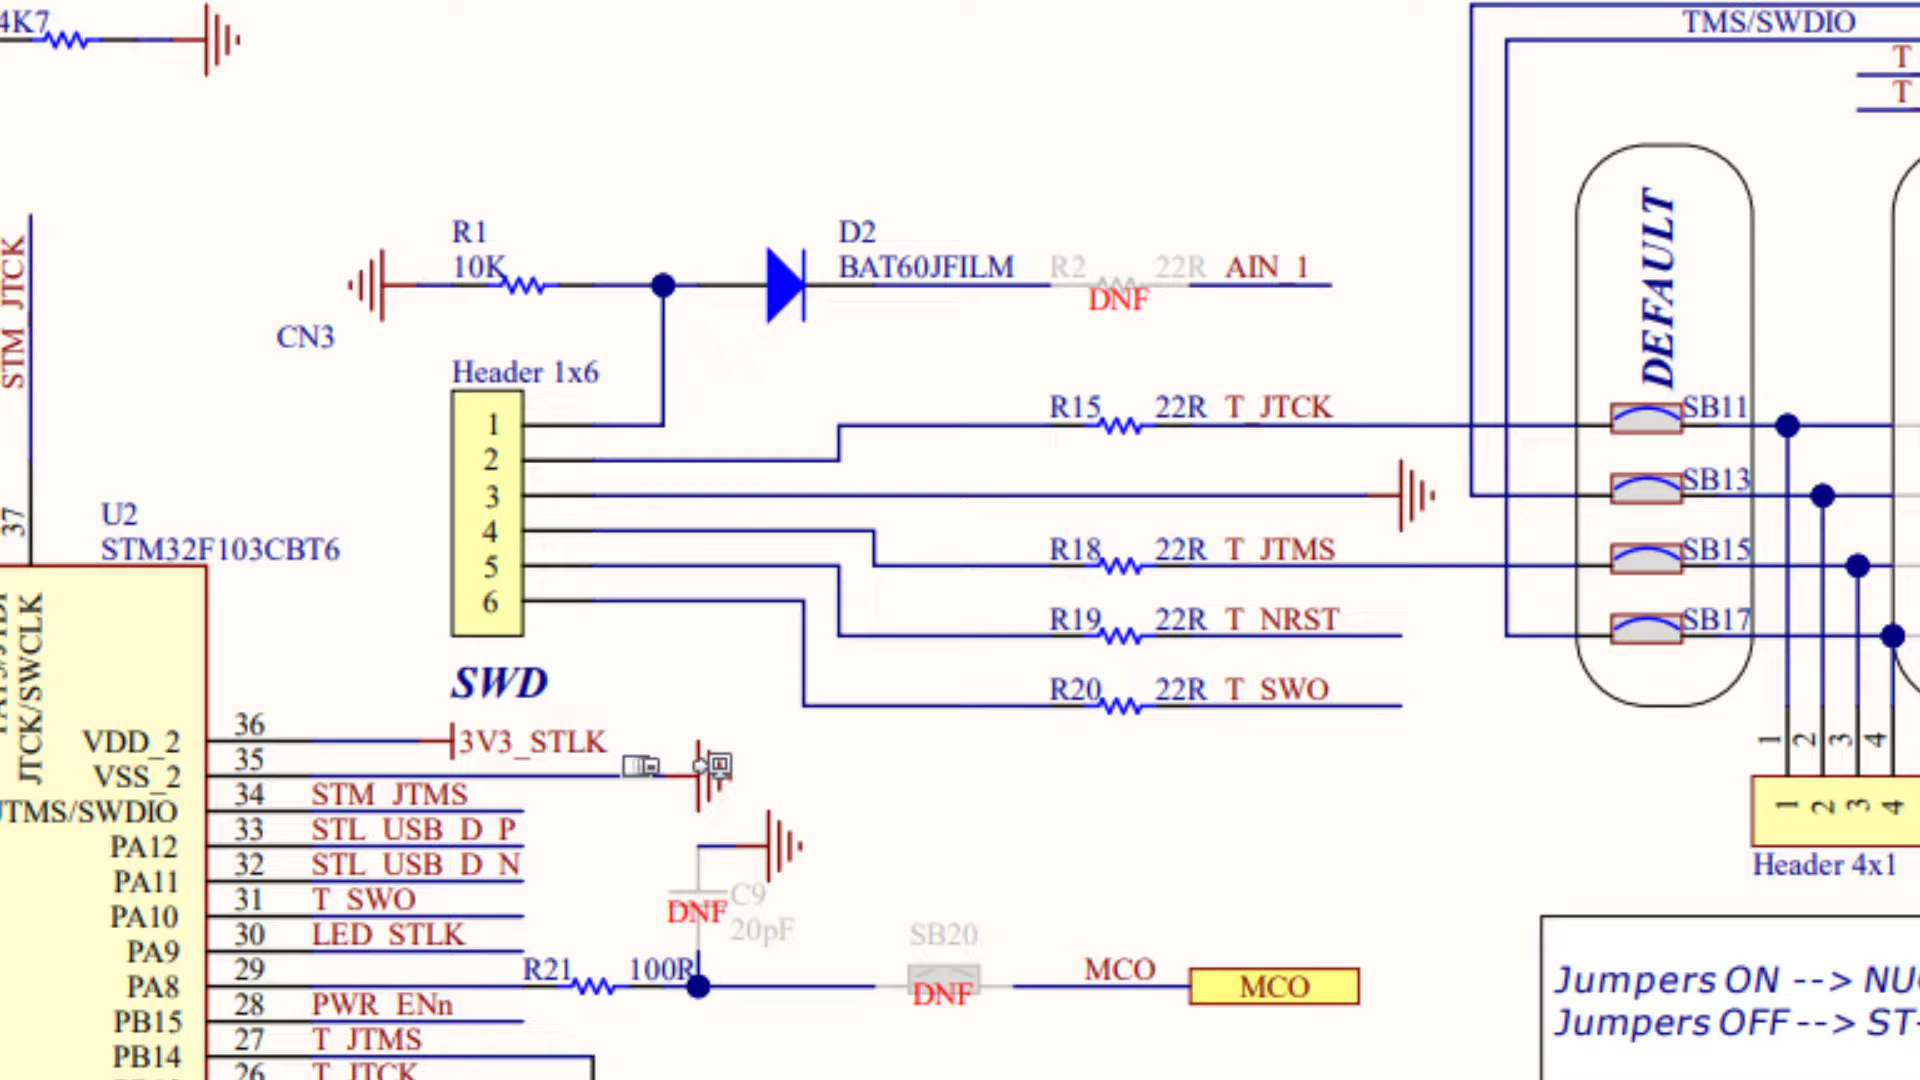 4K7
TMS/SWDIO
T
T
R1
10K
D2
BAT60JFILM
R2
22R
AIN_1
DNF
CN3
STM_JTCK
DEFAULT
Header 1x6
1
2
3
4
5
6
R15
22R
T_JTCK
SB11
SB13
R18
22R
T_JTMS
SB15
R19
22R
T_NRST
SB17
R20
22R
T_SWO
SWD
37
U2
STM32F103CBT6
JTCK/SWCLK
VDD_2
36
3V3_STLK
VSS_2
35
JTMS/SWDIO
34
STM_JTMS
PA12
33
STL_USB_D_P
PA11
32
STL_USB_D_N
PA10
31
T_SWO
PA9
30
LED_STLK
PA8
29
R21
100R
PB15
28
PWR_ENn
PB14
27
T_JTMS
26
T_JTCK
C9
DNF
20pF
SB20
DNF
MCO
MCO
1
2
3
4
1
2
3
4
Header 4x1
Jumpers ON --> NU
Jumpers OFF --> ST-